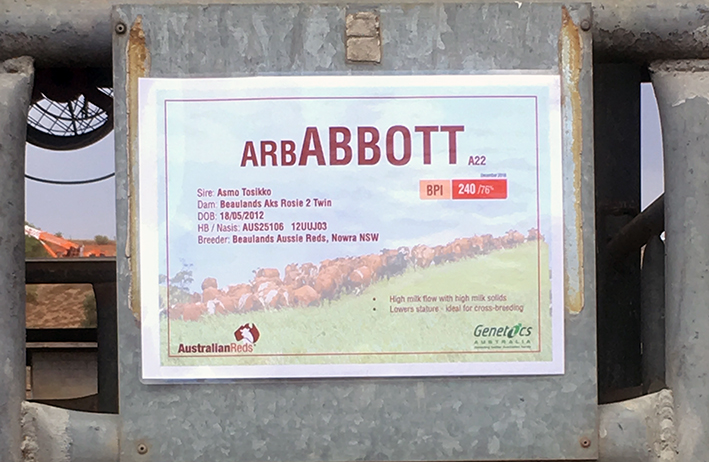 ARBABBOTT A22
December 2018
BPI 240 /76%
Sire: Asmo Tosikko
Dam: Beaulands Aks Rosie 2 Twin
DOB: 18/05/2012
HB / Nasis: AUS25106 12UUJ03
Breeder: Beaulands Aussie Reds, Nowra NSW
• High milk flow with high milk solids
• Lowers stature - ideal for cross-breeding
AustralianReds
Genetics
AUSTRALIA